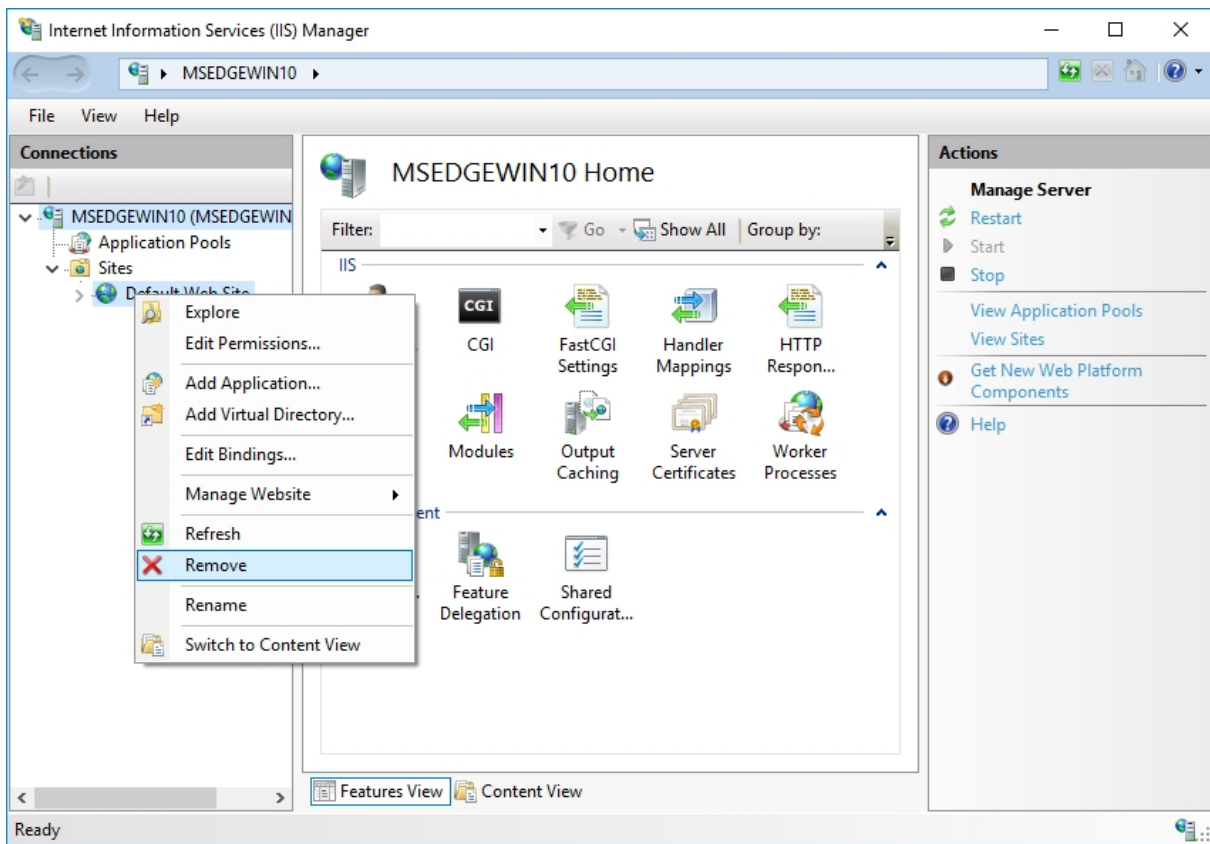 Internet Information Services (IIS) Manager
MSEDGEWIN10
File View Help
Connections
MSEDGEWIN10 (MSEDGEWIN
Application Pools
Sites
Default Web Site
Explore
Edit Permissions...
Add Application...
Add Virtual Directory...
Edit Bindings...
Manage Website
Refresh
Remove
Rename
Switch to Content View
MSEDGEWIN10 Home
Filter: Go Show All Group by:
IIS
CGI
CGI
FastCGI
Settings
Handler
Mappings
HTTP
Respon...
Modules
Output
Caching
Server
Certificates
Worker
Processes
ent
Feature
Delegation
Shared
Configurat...
Features View Content View
Actions
Manage Server
Restart
Start
Stop
View Application Pools
View Sites
Get New Web Platform
Components
Help
Ready